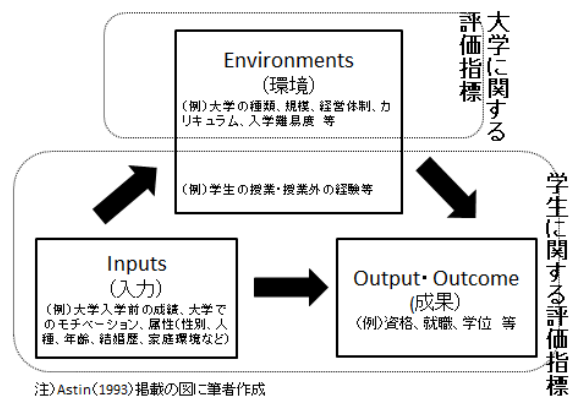 大学に関する
評価指標
Environments
(環境)
(例)大学の種類、規模、経営体制、カ
リキュラム、入学難易度 等
(例)学生の授業・授業外の経験等
学生に関する評価指標
Inputs
(入力)
(例)大学入学前の成績、大学で
のモチベーション、属性(性別、人
種、年齢、結婚歴、家庭環境など)
Output・Outcome
(成果)
(例)資格、就職、学位 等
注)Astin(1993)掲載の図に筆者作成